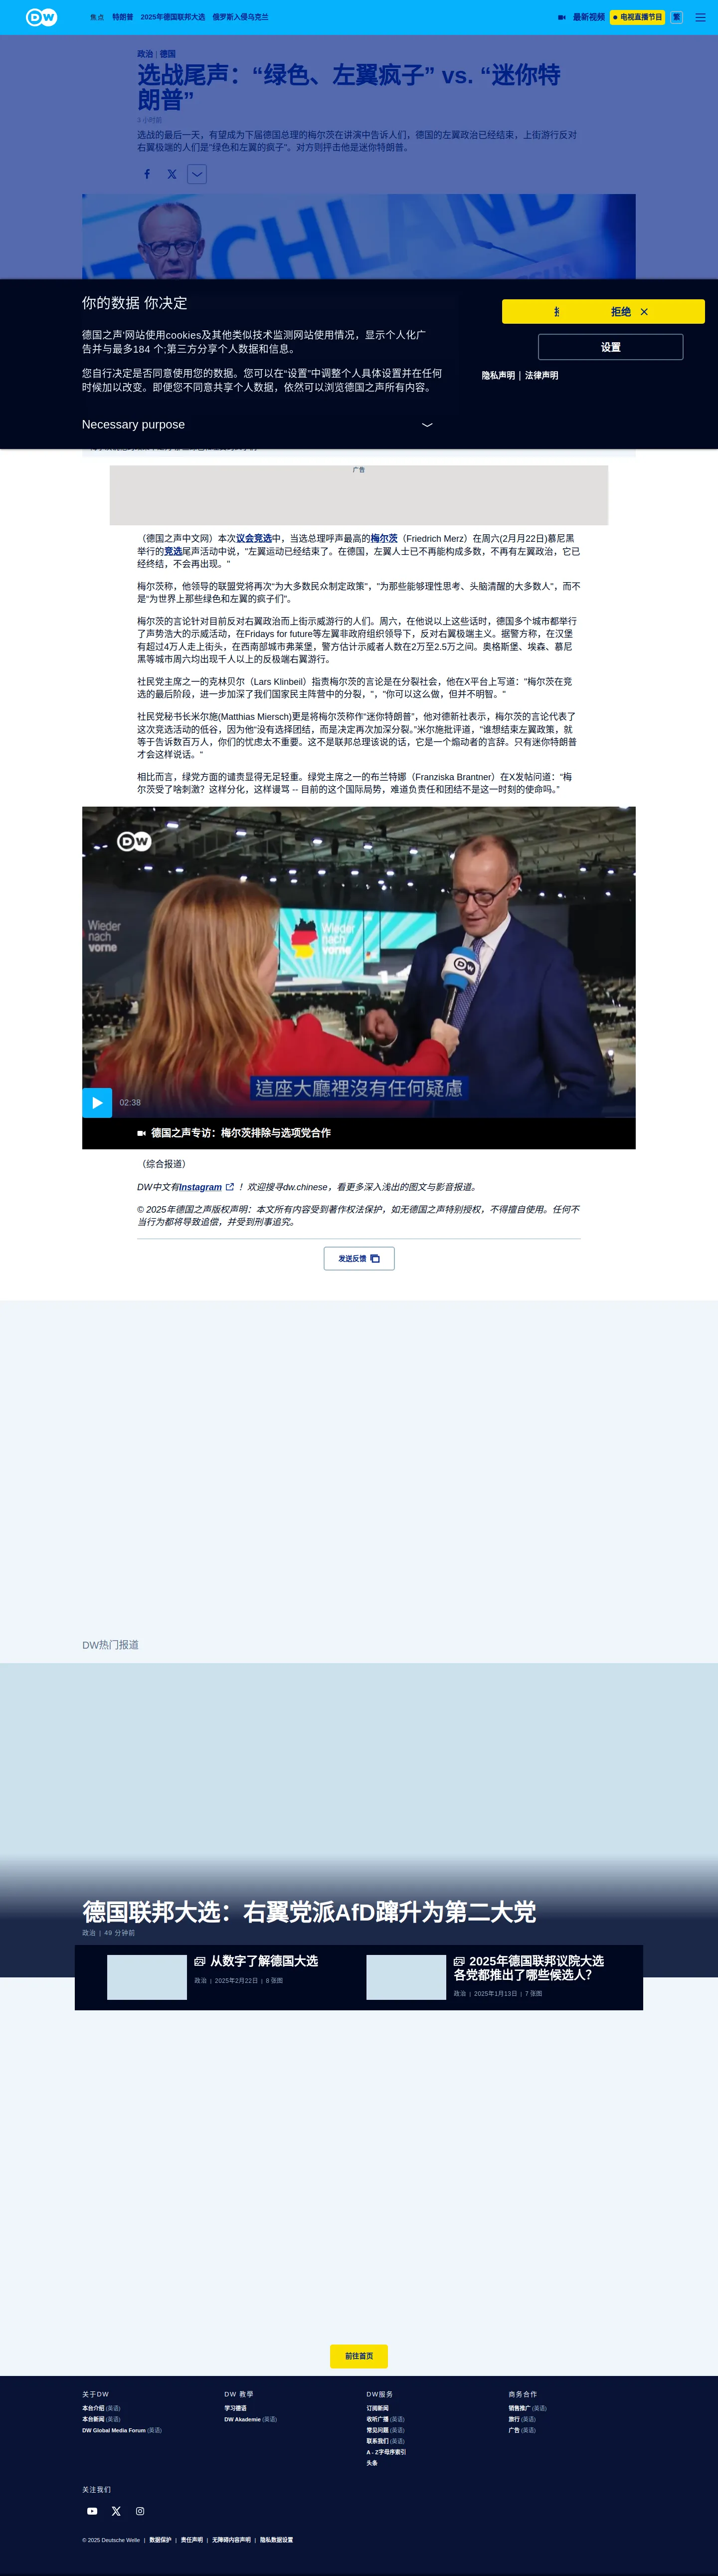 DW
焦点 特朗普 2025年德国联邦大选 俄罗斯入侵乌克兰
最新视频 电视直播节目 繁
政治 | 德国
选战尾声：“绿色、左翼疯子” vs. “迷你特
朗普”
3 小时前
选战的最后一天，有望成为下届德国总理的梅尔茨在讲演中告诉人们，德国的左翼政治已经结束，上街游行反对
右翼极端的人们是"绿色和左翼的疯子"。对方则抨击他是迷你特朗普。
你的数据 你决定
拒绝
德国之声'网站使用cookies及其他类似技术监测网站使用情况，显示个人化广
告并与最多184 个;第三方分享个人数据和信息。
设置
您自行决定是否同意使用您的数据。您可以在“设置”中调整个人具体设置并在任何
时候加以改变。即便您不同意共享个人数据，依然可以浏览德国之声所有内容。
隐私声明 | 法律声明
Necessary purpose
广告
（德国之声中文网）本次议会竞选中，当选总理呼声最高的梅尔茨（Friedrich Merz）在周六(2月月22日)慕尼黑
举行的竞选尾声活动中说，"左翼运动已经结束了。在德国，左翼人士已不再能构成多数，不再有左翼政治，它已
经终结，不会再出现。"
梅尔茨称，他领导的联盟党将再次"为大多数民众制定政策"，"为那些能够理性思考、头脑清醒的大多数人"，而不
是"为世界上那些绿色和左翼的疯子们"。
梅尔茨的言论针对目前反对右翼政治而上街示威游行的人们。周六，在他说以上这些话时，德国多个城市都举行
了声势浩大的示威活动，在Fridays for future等左翼非政府组织领导下，反对右翼极端主义。据警方称，在汉堡
有超过4万人走上街头，在西南部城市弗莱堡，警方估计示威者人数在2万至2.5万之间。奥格斯堡、埃森、慕尼
黑等城市周六均出现千人以上的反极端右翼游行。
社民党主席之一的克林贝尔（Lars Klinbeil）指责梅尔茨的言论是在分裂社会，他在X平台上写道："梅尔茨在竞
选的最后阶段，进一步加深了我们国家民主阵营中的分裂，"，"你可以这么做，但并不明智。"
社民党秘书长米尔施(Matthias Miersch)更是将梅尔茨称作“迷你特朗普”，他对德新社表示，梅尔茨的言论代表了
这次竞选活动的低谷，因为他“没有选择团结，而是决定再次加深分裂。”米尔施批评道，“谁想结束左翼政策，就
等于告诉数百万人，你们的忧虑太不重要。这不是联邦总理该说的话，它是一个煽动者的言辞。只有迷你特朗普
才会这样说话。“
相比而言，绿党方面的谴责显得无足轻重。绿党主席之一的布兰特娜（Franziska Brantner）在X发帖问道：“梅
尔茨受了啥刺激？这样分化，这样谩骂 -- 目前的这个国际局势，难道负责任和团结不是这一时刻的使命吗。”
DW
Wieder
nach
vorne
Wieder
nach
vorne
DW
這座大廳裡沒有任何疑慮
02:38
德国之声专访：梅尔茨排除与选项党合作
（综合报道）
DW中文有Instagram ！欢迎搜寻dw.chinese，看更多深入浅出的图文与影音报道。
© 2025年德国之声版权声明：本文所有内容受到著作权法保护，如无德国之声特别授权，不得擅自使用。任何不
当行为都将导致追偿，并受到刑事追究。
发送反馈
DW热门报道
德国联邦大选：右翼党派AfD蹿升为第二大党
政治 | 49 分钟前
从数字了解德国大选
政治 | 2025年2月22日 | 8 张图
2025年德国联邦议院大选
各党都推出了哪些候选人？
政治 | 2025年1月13日 | 7 张图
前往首页
关于DW
本台介绍 (英语)
本台新闻 (英语)
DW Global Media Forum (英语)
DW 教學
学习德语
DW Akademie (英语)
DW服务
订阅新闻
收听广播 (英语)
常见问题 (英语)
联系我们 (英语)
A - Z字母序索引
头条
商务合作
销售推广 (英语)
旅行 (英语)
广告 (英语)
关注我们
© 2025 Deutsche Welle | 数据保护 | 责任声明 | 无障碍内容声明 | 隐私数据设置